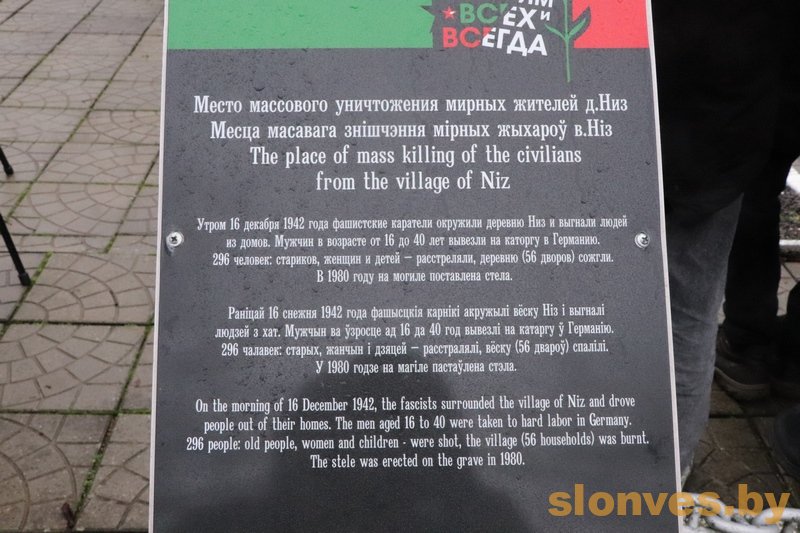 ВСЕХ И
ВСЕГДА
Место массового уничтожения мирных жителей д.Низ
Месца масавага знішчэння мірных жыхароў в.Ніз
The place of mass killing of the civilians
from the village of Niz
Утром 16 декабря 1942 года фашистские каратели окружили деревню Низ и выгнали людей
из домов. Мужчин в возрасте от 16 до 40 лет вывезли на каторгу в Германию.
296 человек: стариков, женщин и детей – расстреляли, деревню (56 дворов) сожгли.
В 1980 году на могиле поставлена стела.
Раніцай 16 снежня 1942 года фашысцкія карнікі акружылі вёску Ніз і выгналі
людзей з хат. Мужчын ва ўзросце ад 16 да 40 год вывезлі на катаргу ў Германію.
296 чалавек: старых, жанчын і дзяцей – расстралялі, вёску (56 двароў) спалілі.
У 1980 годзе на магіле пастаўлена стэла.
On the morning of 16 December 1942, the fascists surrounded the village of Niz and drove
people out of their homes. The men aged 16 to 40 were taken to hard labor in Germany.
296 people: old people, women and children - were shot, the village (56 households) was burnt.
The stele was erected on the grave in 1980.
slonves.by